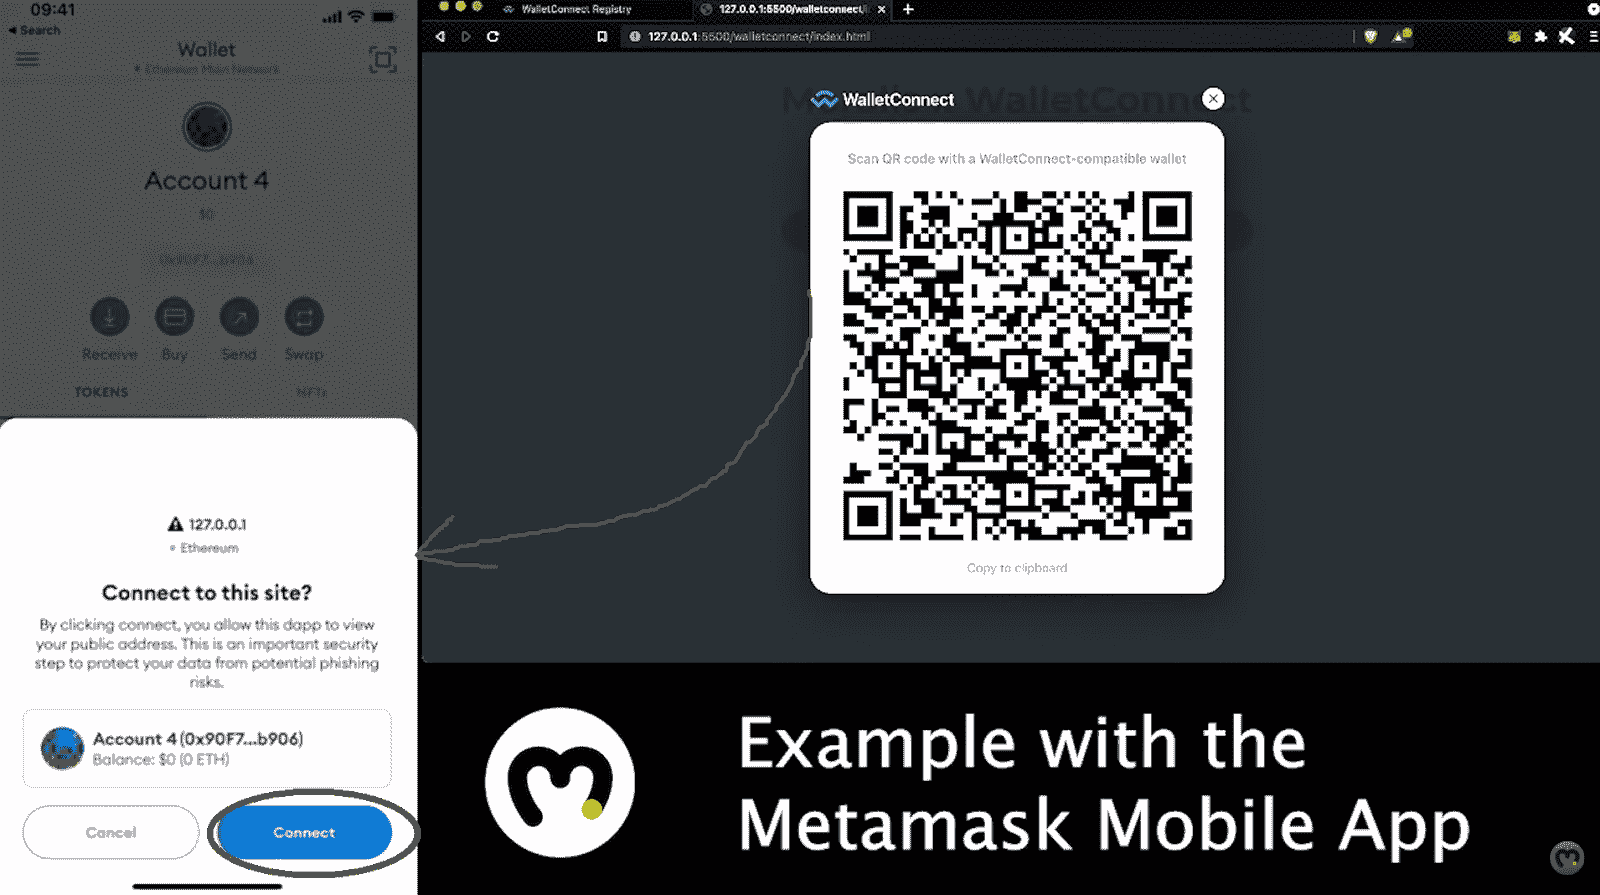 09:41
Search
Wallet
Ethereum Main Network
Account 4
$0
0x90F7...b906
Receive
Buy
Send
Swap
TOKENS
NFTs
127.0.0.1
Ethereum
Connect to this site?
By clicking connect, you allow this dapp to view
your public address. This is an important security
step to protect your data from potential phishing
risks.
Account 4 (0x90F7...b906)
Balance: $0 (0 ETH)
Cancel
Connect
WalletConnect Registry
127.0.0.1:5500/walletconnect/
127.0.0.1:5500/walletconnect/index.html
WalletConnect
WalletConnect
Scan QR code with a WalletConnect-compatible wallet
Copy to clipboard
Example with the
Metamask Mobile App